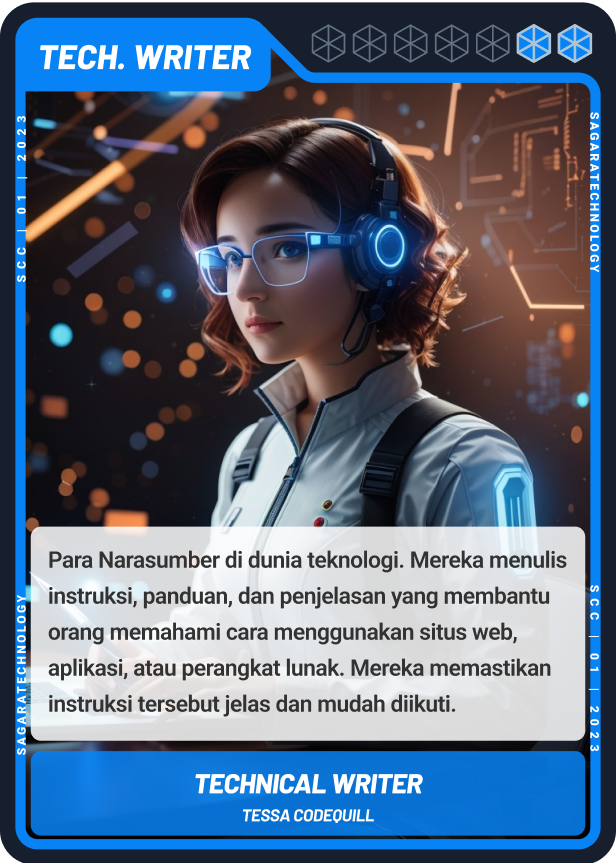 TECH. WRITER
SCC | 01 | 2023
SAGARATECHNOLOGY
Para Narasumber di dunia teknologi. Mereka menulis
instruksi, panduan, dan penjelasan yang membantu
orang memahami cara menggunakan situs web,
aplikasi, atau perangkat lunak. Mereka memastikan
instruksi tersebut jelas dan mudah diikuti.
SAGARATECHNOLOGY
SCC | 01 | 2023
TECHNICAL WRITER
TESSA CODEQUILL